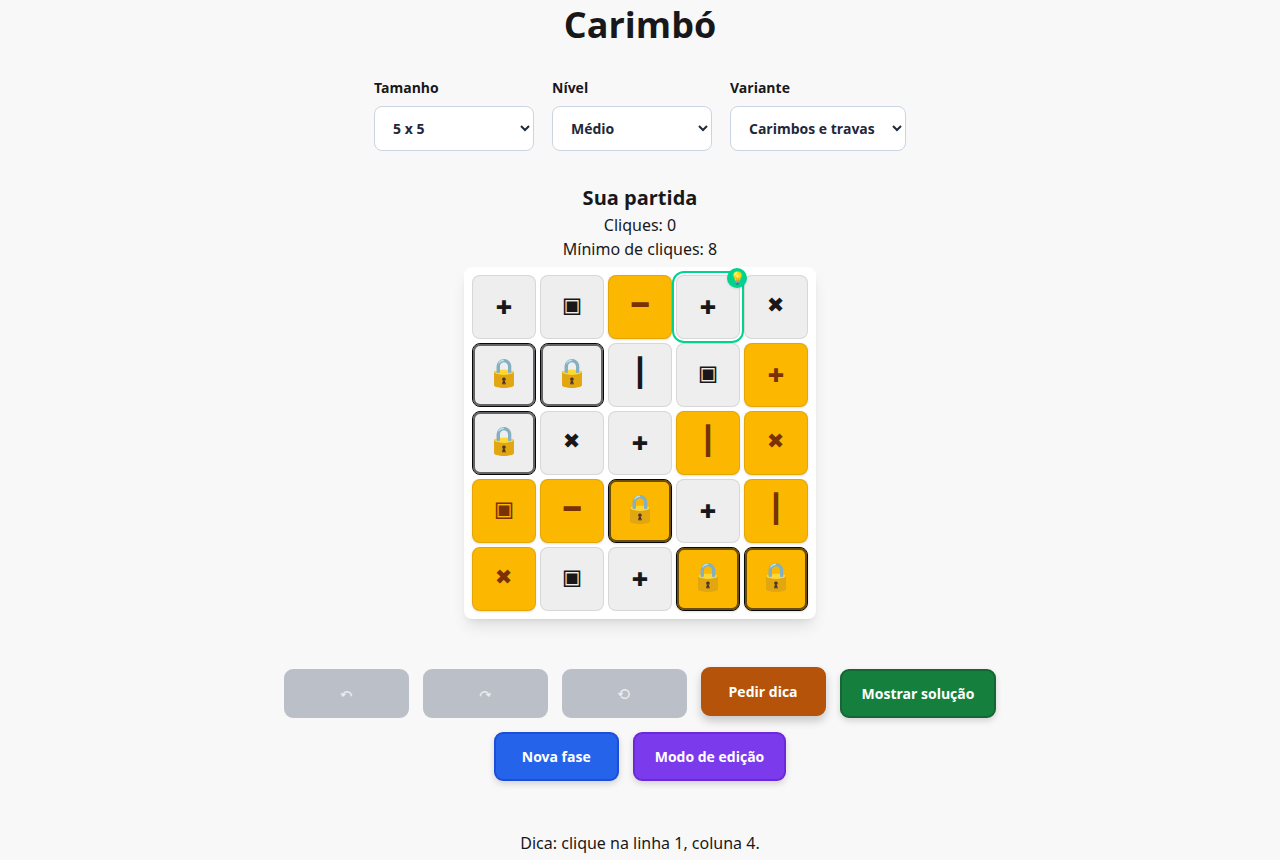 Carimbó
Tamanho Nível Variante
5 x 5 Médio Carimbos e travas
Sua partida
Cliques: 0
Mínimo de cliques: 8
Pedir dica Mostrar solução
Nova fase Modo de edição
Dica: clique na linha 1, coluna 4.